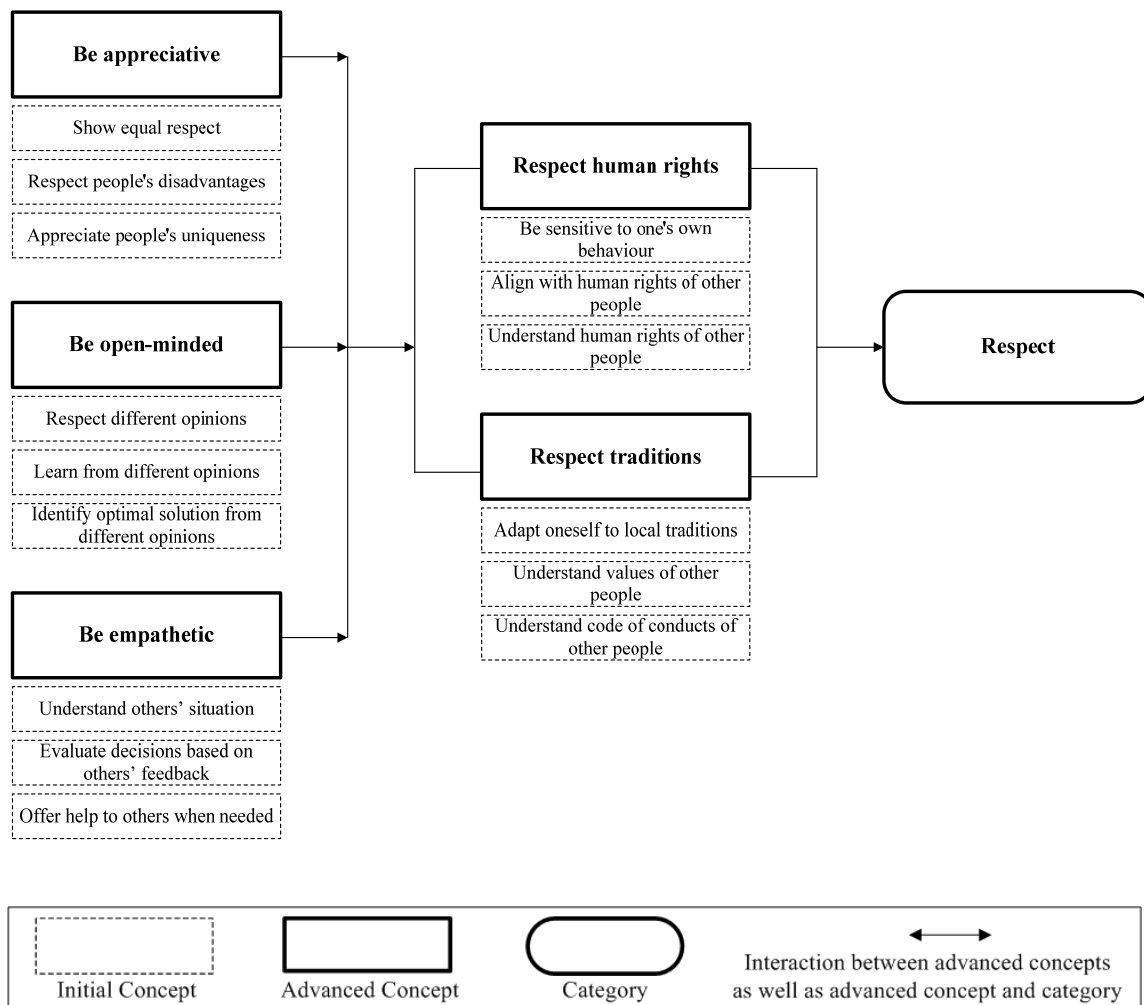 Be appreciative
Show equal respect
Respect people's disadvantages
Appreciate people's uniqueness
Be open-minded
Respect different opinions
Learn from different opinions
Identify optimal solution from
different opinions
Be empathetic
Understand others’ situation
Evaluate decisions based on
others’ feedback
Offer help to others when needed
Respect human rights
Be sensitive to one's own
behaviour
Align with human rights of other
people
Understand human rights of other
people
Respect traditions
Adapt oneself to local traditions
Understand values of other
people
Understand code of conducts of
other people
Respect
Initial Concept
Advanced Concept
Category
Interaction between advanced concepts
as well as advanced concept and category